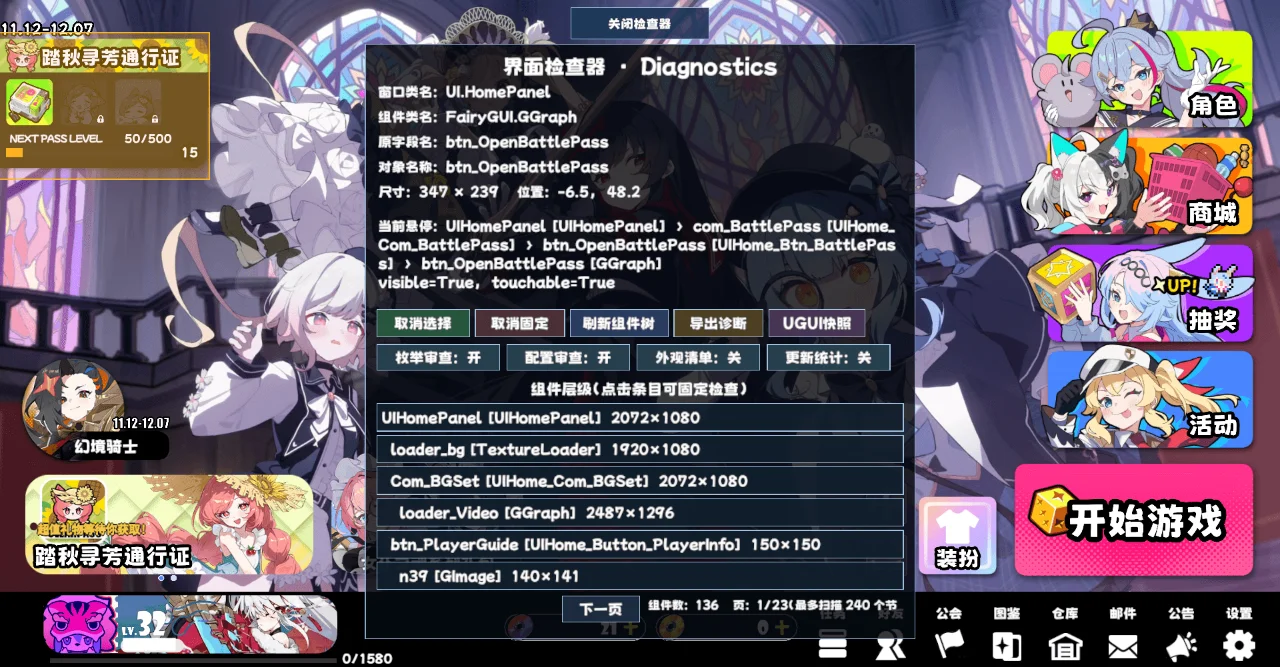 11.12-12.07
踏秋寻芳通行证
NEXT PASS LEVEL 50/500
15
关闭检查器
界面检查器 · Diagnostics
窗口类名: UI.HomePanel
组件类名: FairyGUI.GGraph
原字段名: btn_OpenBattlePass
对象名称: btn_OpenBattlePass
尺寸: 347 × 239 位置: -6.5, 48.2
当前悬停: UIHomePanel [UIHomePanel] › com_BattlePass [UIHome_
Com_BattlePass] › btn_OpenBattlePass [UIHome_Btn_BattlePas
s] › btn_OpenBattlePass [GGraph]
visible=True, touchable=True
取消选择 取消固定 刷新组件树 导出诊断 UGUI快照
枚举审查: 开 配置审查: 开 外观清单: 关 更新统计: 关
组件层级(点击条目可固定检查)
UIHomePanel [UIHomePanel] 2072×1080
loader_bg [TextureLoader] 1920×1080
Com_BGSet [UIHome_Com_BGSet] 2072×1080
loader_Video [GGraph] 2487×1296
btn_PlayerGuide [UIHome_Button_PlayerInfo] 150×150
n39 [GImage] 140×141
下一页 组件数: 136 页: 1/23(最多扫描 240 个节
角色
商城
UP!
抽奖
活动
开始游戏
装扮
11.12-12.07
幻境骑士
超值礼物等待你获取!
踏秋寻芳通行证
LV.32
0/1580
21
0
任务 好友 公会 图鉴 仓库 邮件 公告 设置